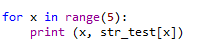 for x in range(5):
    print (x, str_test[x])